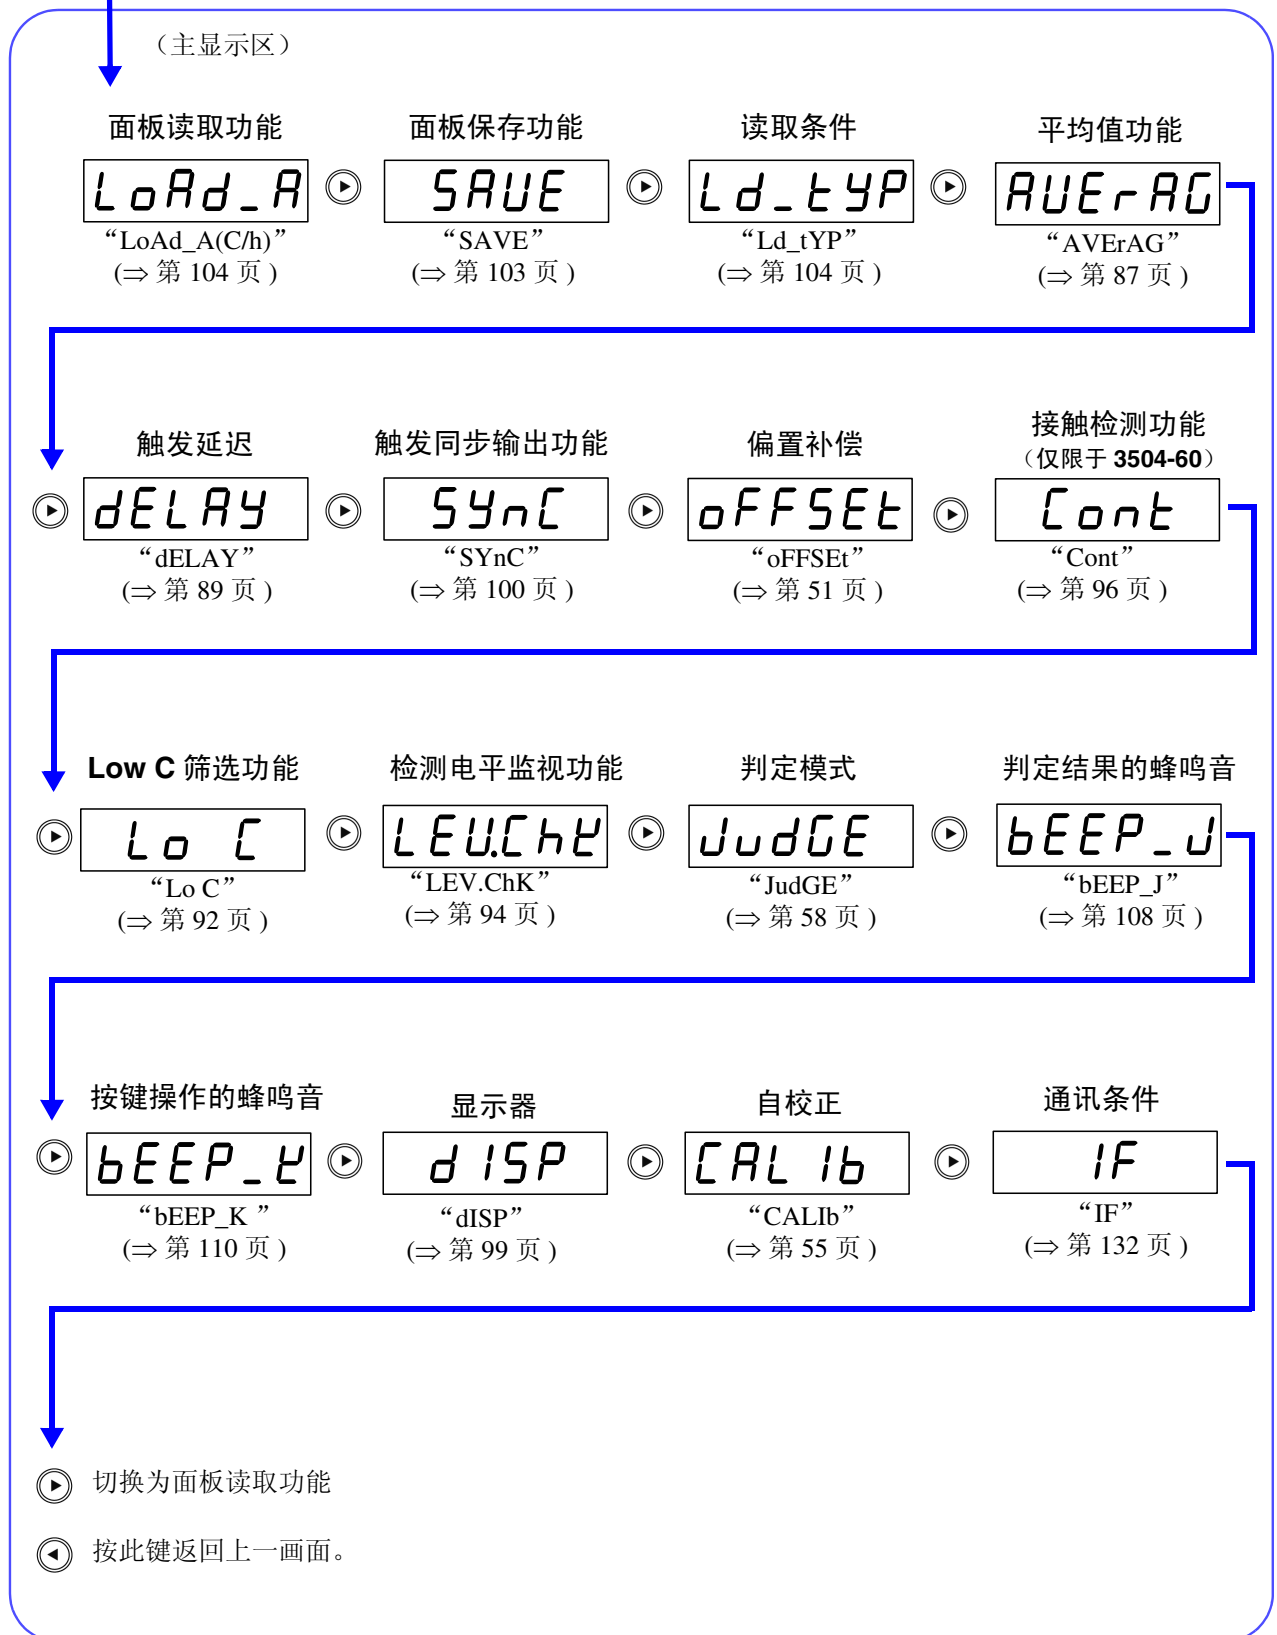 （主显示区）
面板读取功能 面板保存功能 读取条件 平均值功能
LoAd_A SAUE Ld_tYP AUErAG
“LoAd_A(C/h)” “SAVE” “Ld_tYP” “AVErAG”
(⇒ 第 104 页 ) (⇒ 第 103 页 ) (⇒ 第 104 页 ) (⇒ 第 87 页 )
触发延迟 触发同步输出功能 偏置补偿 接触检测功能
（仅限于 3504-60）
dELAY SYnC oFFSEt Cont
“dELAY” “SYnC” “oFFSEt” “Cont”
(⇒ 第 89 页 ) (⇒ 第 100 页 ) (⇒ 第 51 页 ) (⇒ 第 96 页 )
Low C 筛选功能 检测电平监视功能 判定模式 判定结果的蜂鸣音
Lo C LEU.ChK JudGE bEEP_J
“Lo C” “LEV.ChK” “JudGE” “bEEP_J”
(⇒ 第 92 页 ) (⇒ 第 94 页 ) (⇒ 第 58 页 ) (⇒ 第 108 页 )
按键操作的蜂鸣音 显示器 自校正 通讯条件
bEEP_K dISP CALIb IF
“bEEP_K ” “dISP” “CALIb” “IF”
(⇒ 第 110 页 ) (⇒ 第 99 页 ) (⇒ 第 55 页 ) (⇒ 第 132 页 )
切换为面板读取功能
按此键返回上一画面。